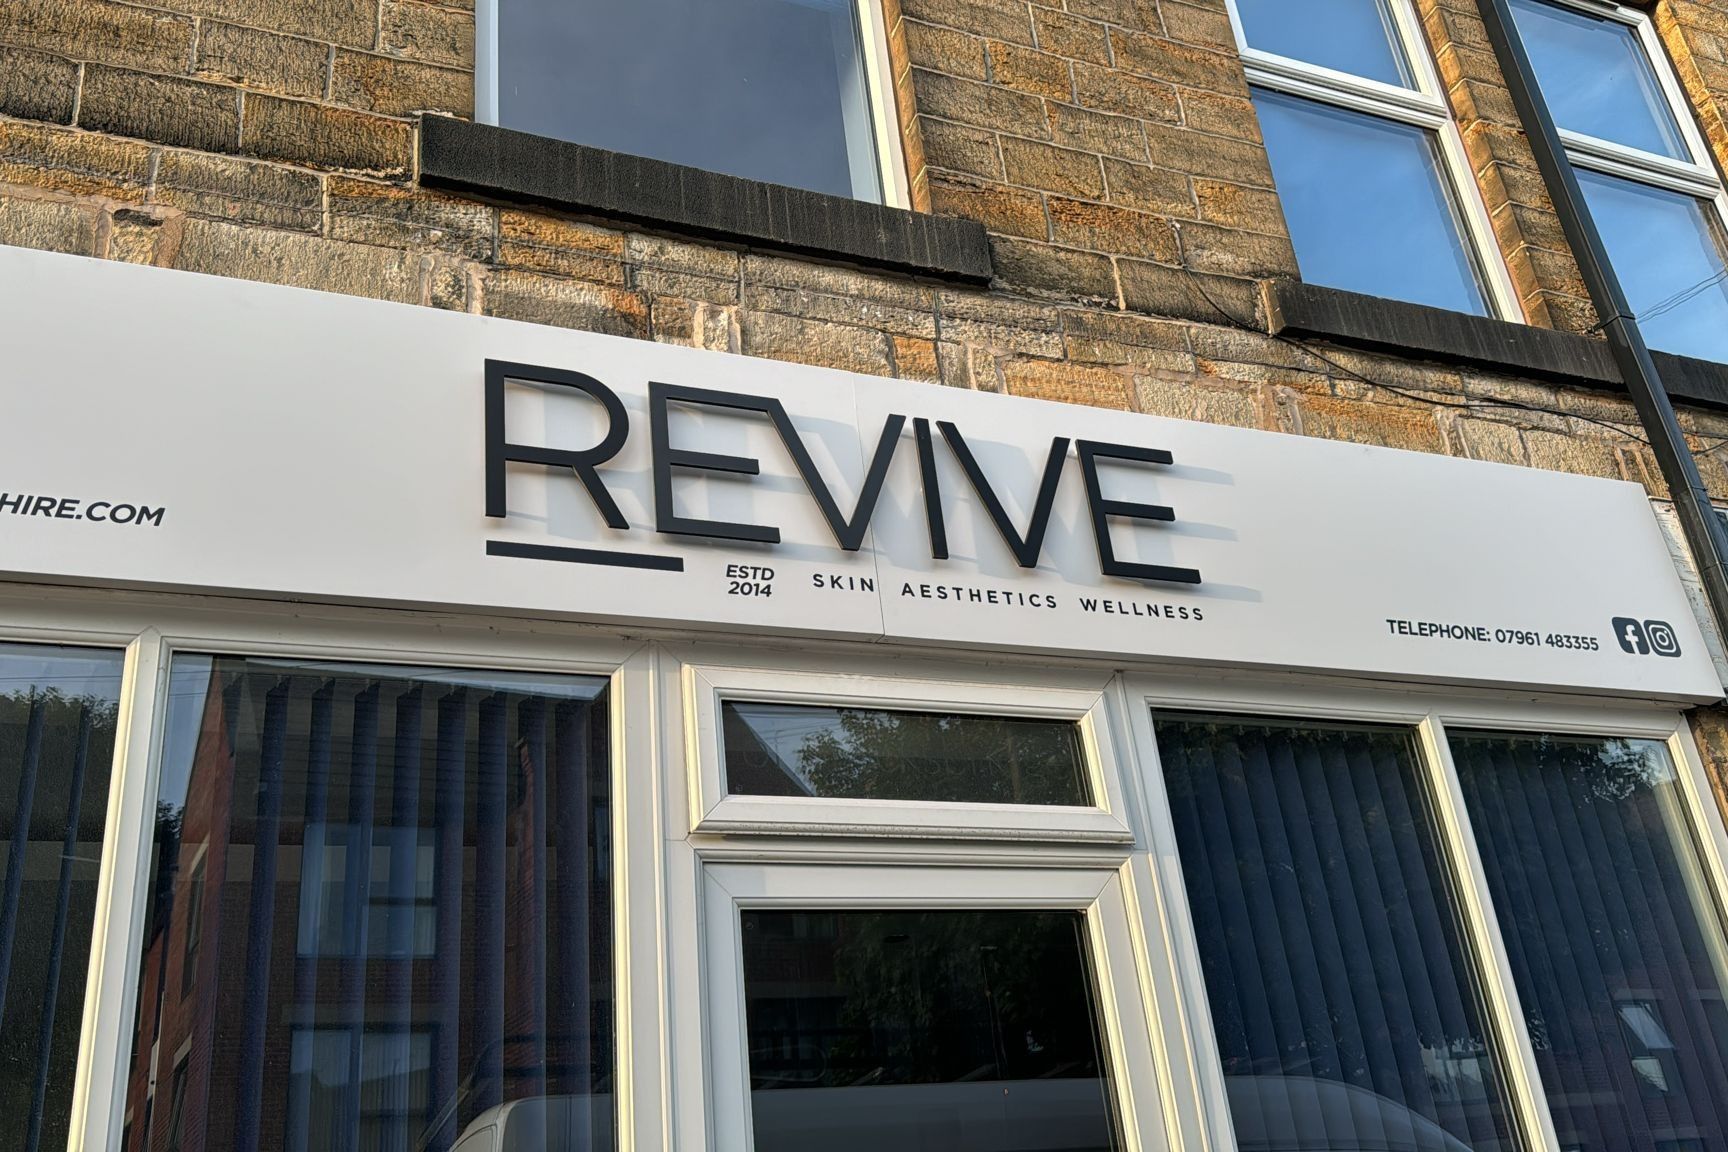 HIRE.COM
REVIVE
ESTD
2014
SKIN AESTHETICS WELLNESS
TELEPHONE: 07961 483355